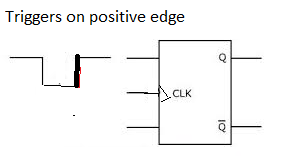 Triggers on positive edge
Q
CLK
Q̅